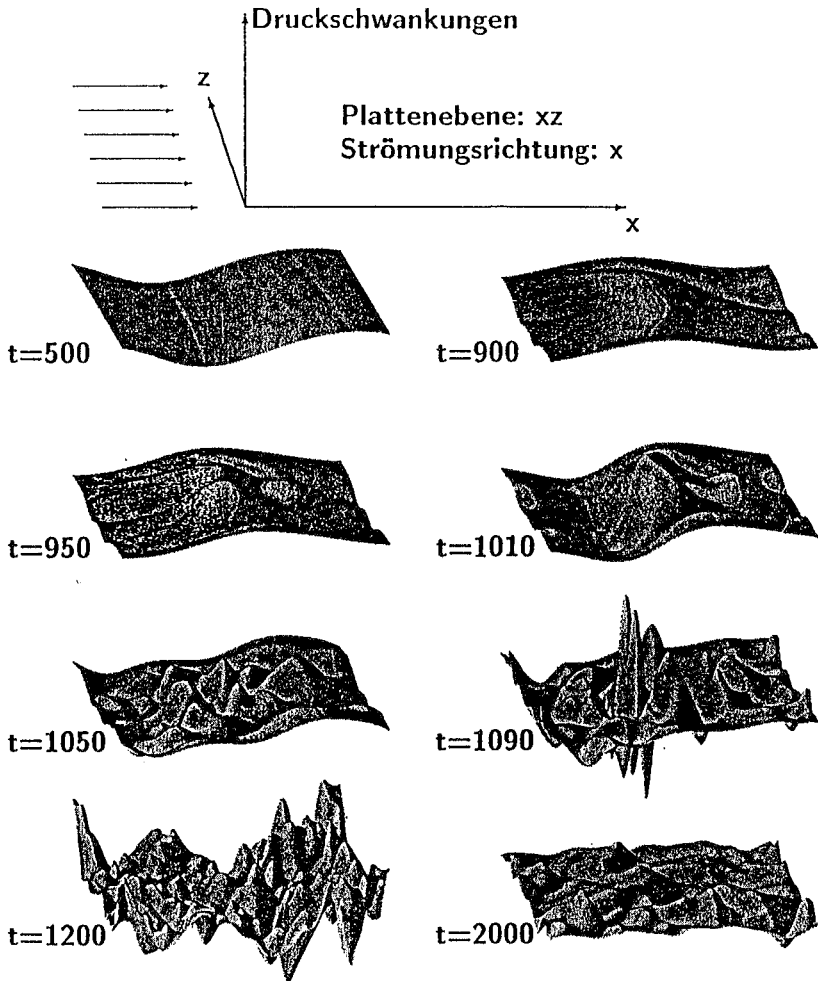 Druckschwankungen
z
Plattenebene: xz
Strömungsrichtung: x
x
t=500
t=900
t=950
t=1010
t=1050
t=1090
t=1200
t=2000